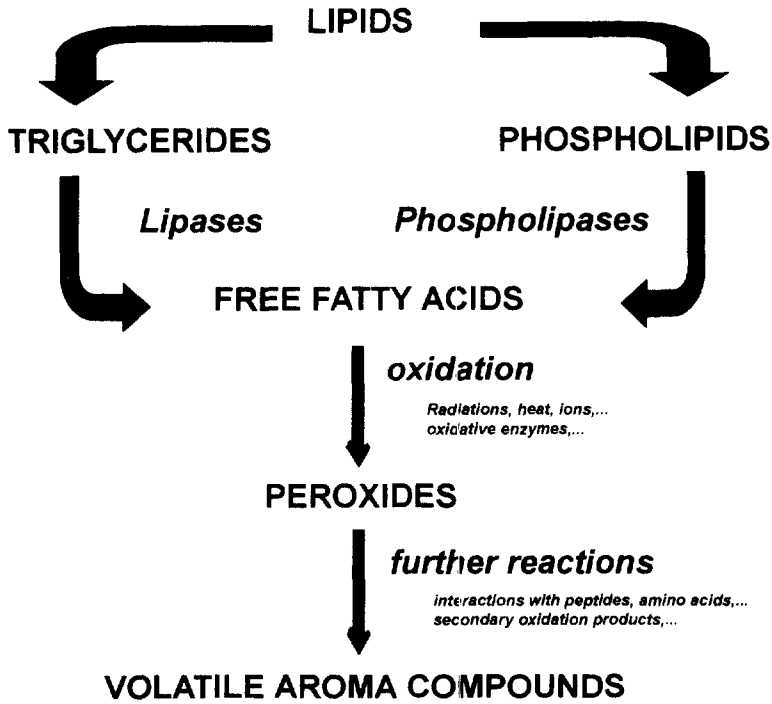 LIPIDS
TRIGLYCERIDES
PHOSPHOLIPIDS
Lipases
Phospholipases
FREE FATTY ACIDS
oxidation
Radiations, heat, ions,...
oxidative enzymes,...
PEROXIDES
further reactions
interactions with peptides, amino acids,...
secondary oxidation products,...
VOLATILE AROMA COMPOUNDS